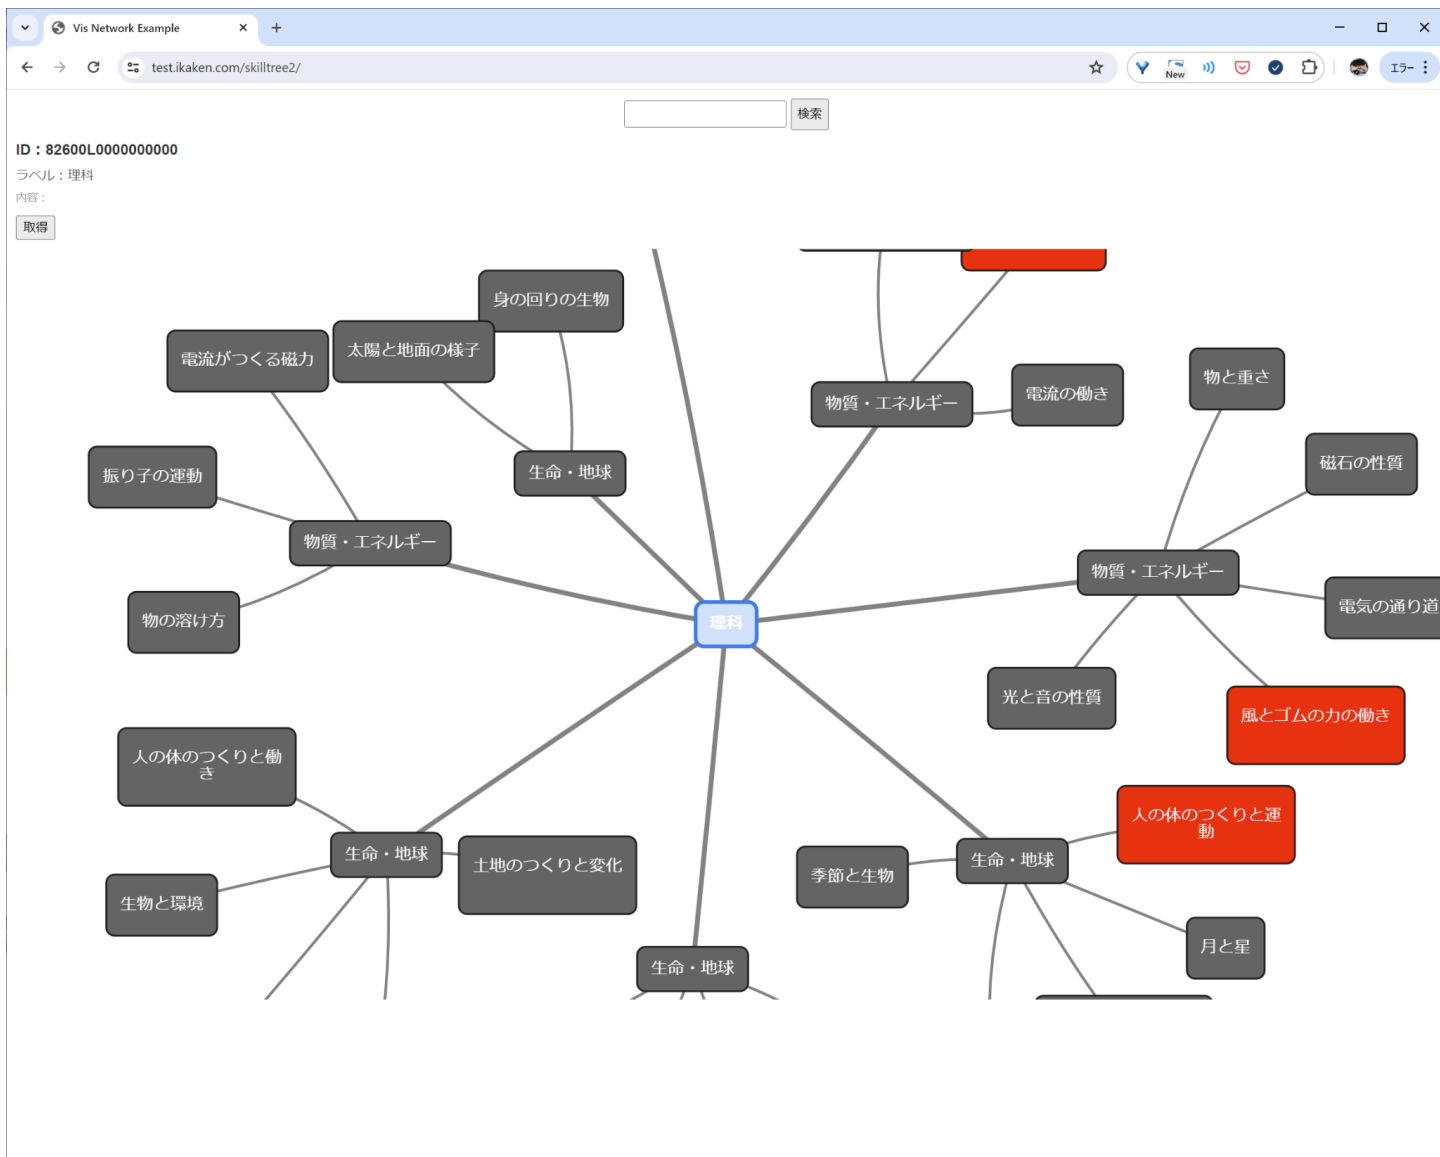 Vis Network Example
test.ikaken.com/skilltree2/
New
エラー
検索
ID：82600L0000000000
ラベル：理科
内容：
取得
身の回りの生物
太陽と地面の様子
電流がつくる磁力
物質・エネルギー
電流の働き
物と重さ
磁石の性質
振り子の運動
生命・地球
物質・エネルギー
物質・エネルギー
電気の通り道
物の溶け方
理科
光と音の性質
風とゴムの力の働き
人の体のつくりと働
き
人の体のつくりと運
動
生命・地球
土地のつくりと変化
季節と生物
生命・地球
生物と環境
月と星
生命・地球